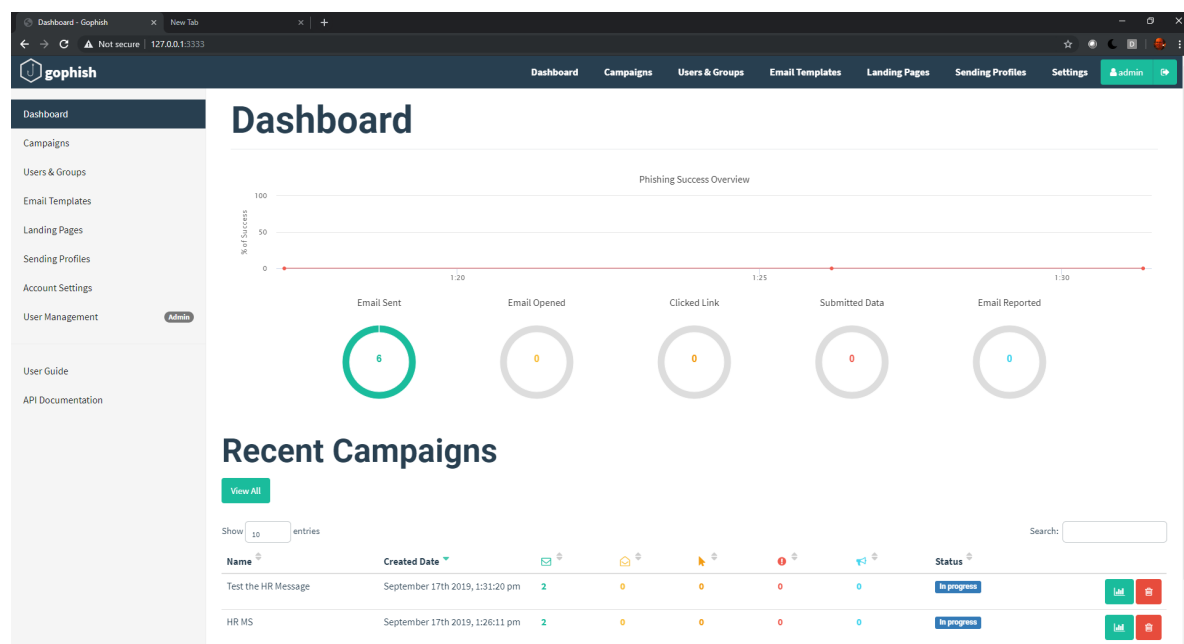 Dashboard - Gophish × New Tab × +
Not secure | 127.0.0.1:3333
gophish Dashboard Campaigns Users & Groups Email Templates Landing Pages Sending Profiles Settings admin
Dashboard
Campaigns
Users & Groups
Email Templates
Landing Pages
Sending Profiles
Account Settings
User Management Admin
User Guide
API Documentation
Dashboard
Phishing Success Overview
% of Success
100
50
0
1:20 1:25 1:30
Email Sent Email Opened Clicked Link Submitted Data Email Reported
6 0 0 0 0
Recent Campaigns
View All
Show 10 entries Search:
Name Created Date Status
Test the HR Message September 17th 2019, 1:31:20 pm 2 0 0 0 0 In progress
HR MS September 17th 2019, 1:26:11 pm 2 0 0 0 0 In progress